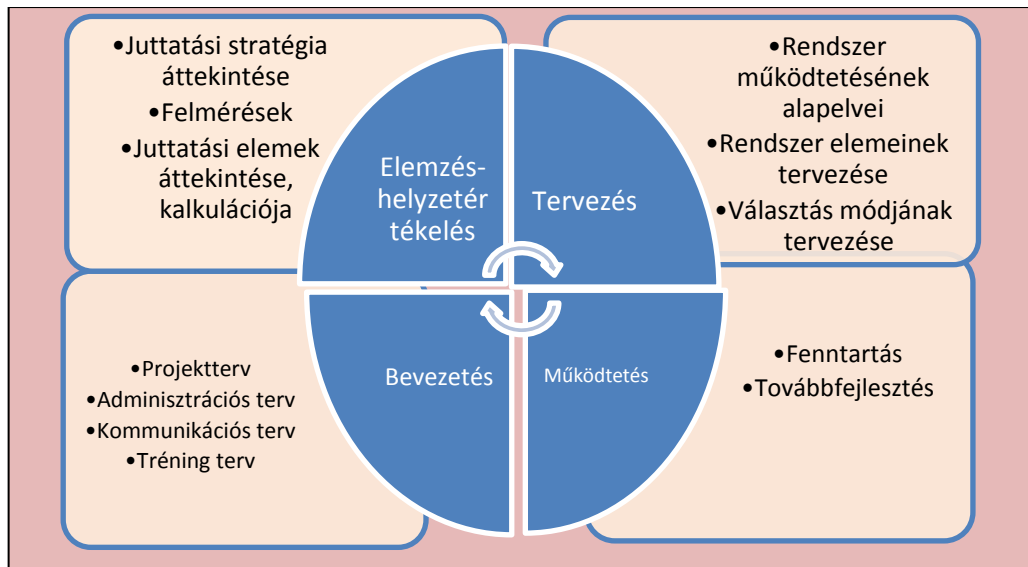 •Juttatási stratégia
áttekintése
•Felmérések
•Juttatási elemek
áttekintése,
kalkulációja
Elemzés-
helyzetér
tékelés
Tervezés
•Rendszer
működtetésének
alapelvei
•Rendszer elemeinek
tervezése
•Választás módjának
tervezése
•Projektterv
•Adminisztrációs terv
•Kommunikációs terv
•Tréning terv
Bevezetés
Működtetés
•Fenntartás
•Továbbfejlesztés